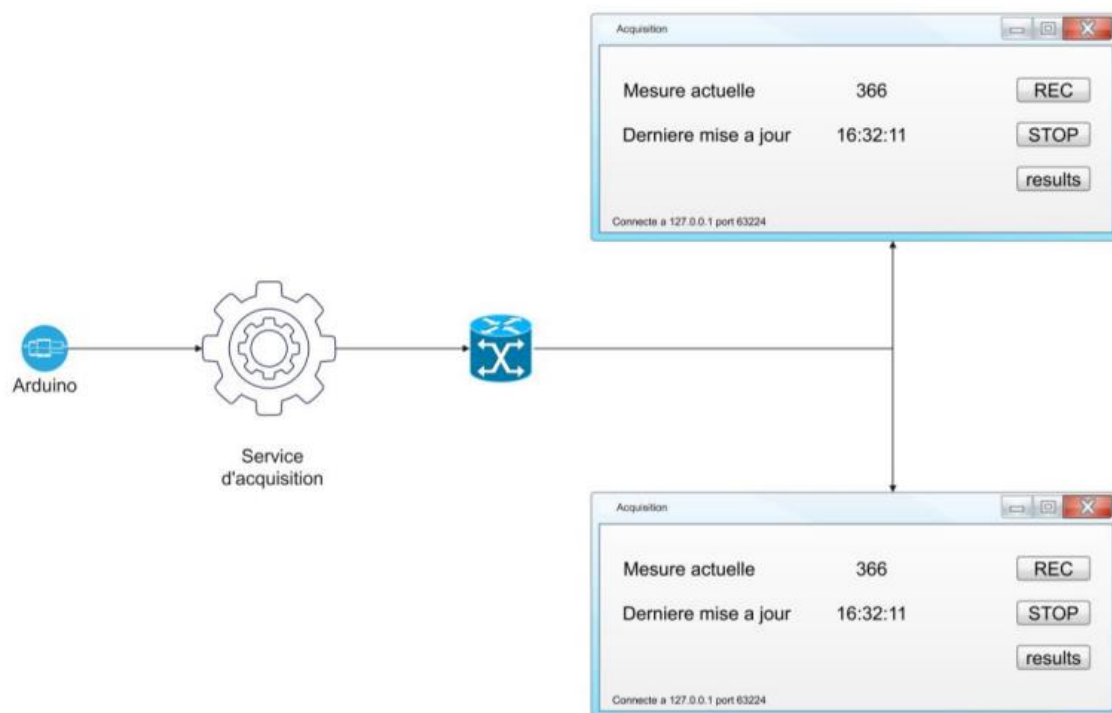 Acquisition
Mesure actuelle 366 REC
Derniere mise a jour 16:32:11 STOP
results
Connecte a 127.0.0.1 port 63224
Arduino
Service
d'acquisition
Acquisition
Mesure actuelle 366 REC
Derniere mise a jour 16:32:11 STOP
results
Connecte a 127.0.0.1 port 63224